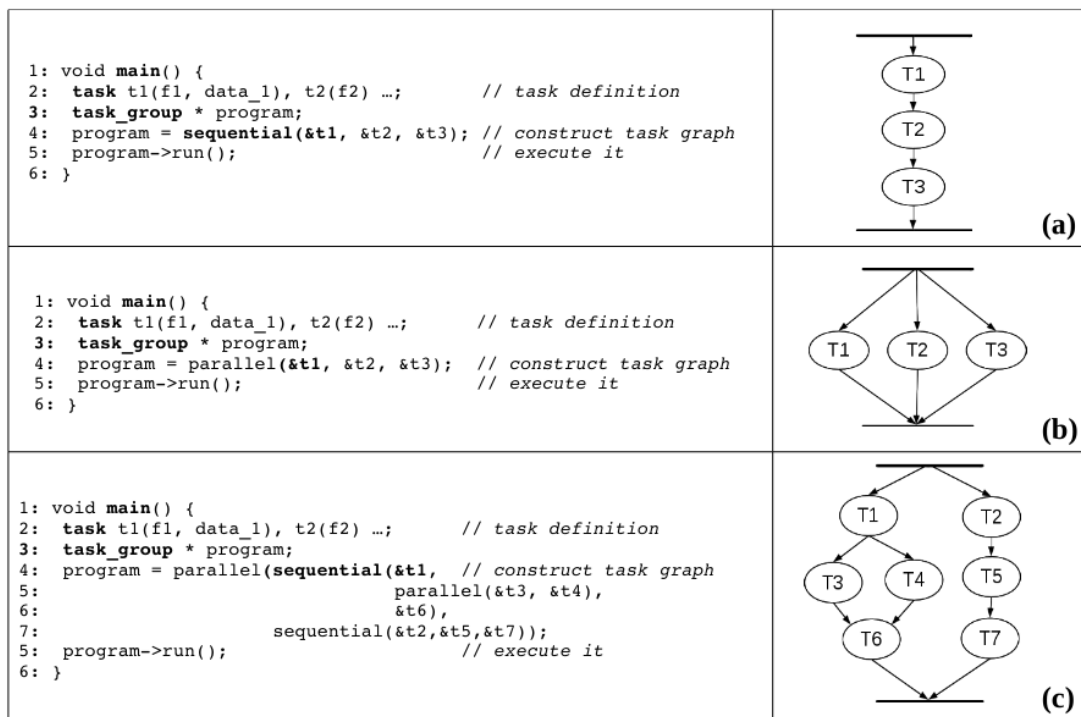 1: void main() {
2: task t1(f1, data_1), t2(f2) …; // task definition
3: task_group * program;
4: program = sequential(&t1, &t2, &t3); // construct task graph
5: program->run(); // execute it
6: }
T1
T2
T3
(a)
1: void main() {
2: task t1(f1, data_1), t2(f2) …; // task definition
3: task_group * program;
4: program = parallel(&t1, &t2, &t3); // construct task graph
5: program->run(); // execute it
6: }
T1 T2 T3
(b)
1: void main() {
2: task t1(f1, data_1), t2(f2) …; // task definition
3: task_group * program;
4: program = parallel(sequential(&t1, // construct task graph
5: parallel(&t3, &t4),
6: &t6),
7: sequential(&t2,&t5,&t7));
5: program->run(); // execute it
6: }
T1 T2
T3 T4 T5
T6 T7
(c)